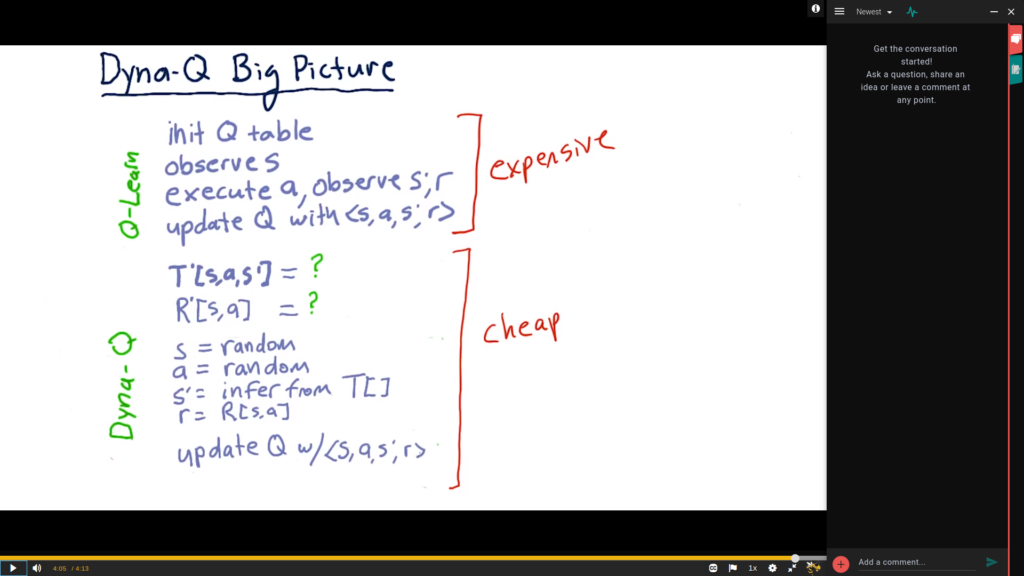 Newest
Dyna-Q Big Picture
Get the conversation
started!
Ask a question, share an
idea or leave a comment at
any point.
Q-Learn
init Q table
observe s
execute a, observe s', r
update Q with <s, a, s', r>
expensive
Dyna-Q
T'[s,a,s'] = ?
R'[s,a] = ?
s = random
a = random
s' = infer from T[]
r = R[s,a]
update Q w/<s, a, s', r>
cheap
4:05 / 4:13
CC
1x
Add a comment...